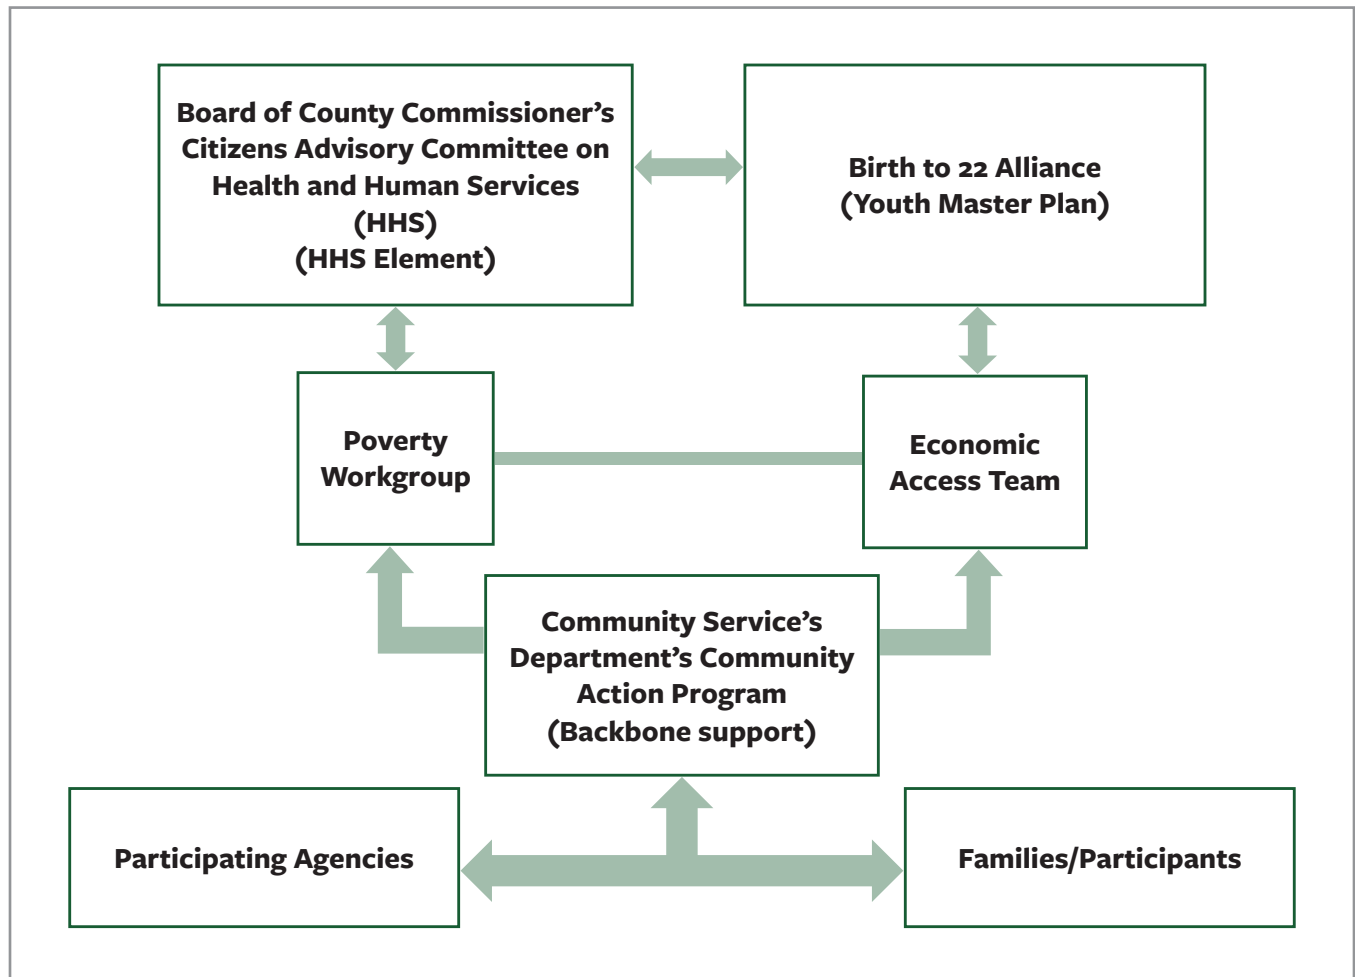 Board of County Commissioner’s
Citizens Advisory Committee on
Health and Human Services
(HHS)
(HHS Element)
Birth to 22 Alliance
(Youth Master Plan)
Poverty
Workgroup
Economic
Access Team
Community Service’s
Department’s Community
Action Program
(Backbone support)
Participating Agencies
Families/Participants